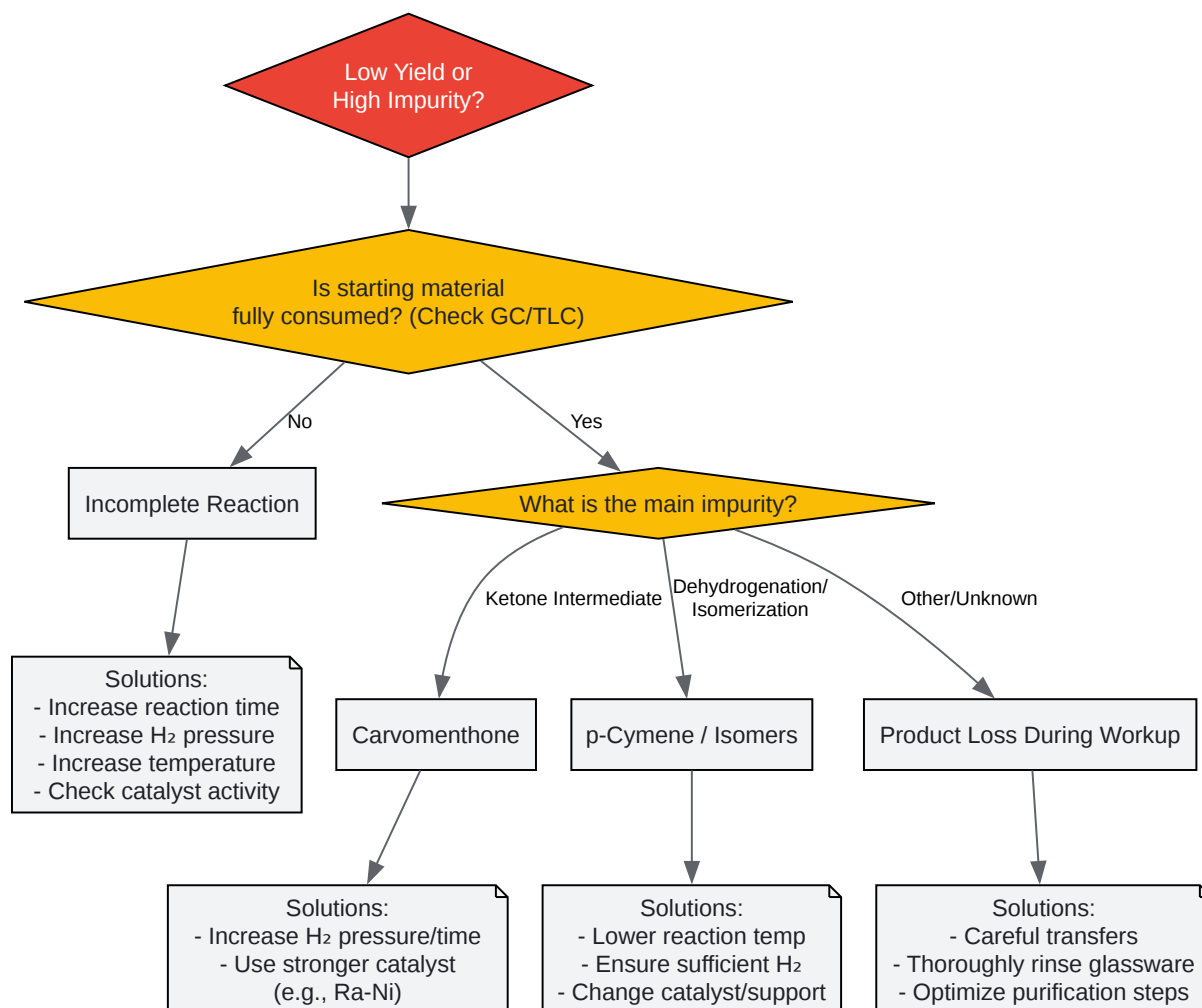 Low Yield or
High Impurity?
Is starting material
fully consumed? (Check GC/TLC)
No
Yes
Incomplete Reaction
What is the main impurity?
Ketone Intermediate
Dehydrogenation/
Isomerization
Other/Unknown
Solutions:
- Increase reaction time
- Increase H₂ pressure
- Increase temperature
- Check catalyst activity
Carvomenthone
p-Cymene / Isomers
Product Loss During Workup
Solutions:
- Increase H₂ pressure/time
- Use stronger catalyst
(e.g., Ra-Ni)
Solutions:
- Lower reaction temp
- Ensure sufficient H₂
- Change catalyst/support
Solutions:
- Careful transfers
- Thoroughly rinse glassware
- Optimize purification steps